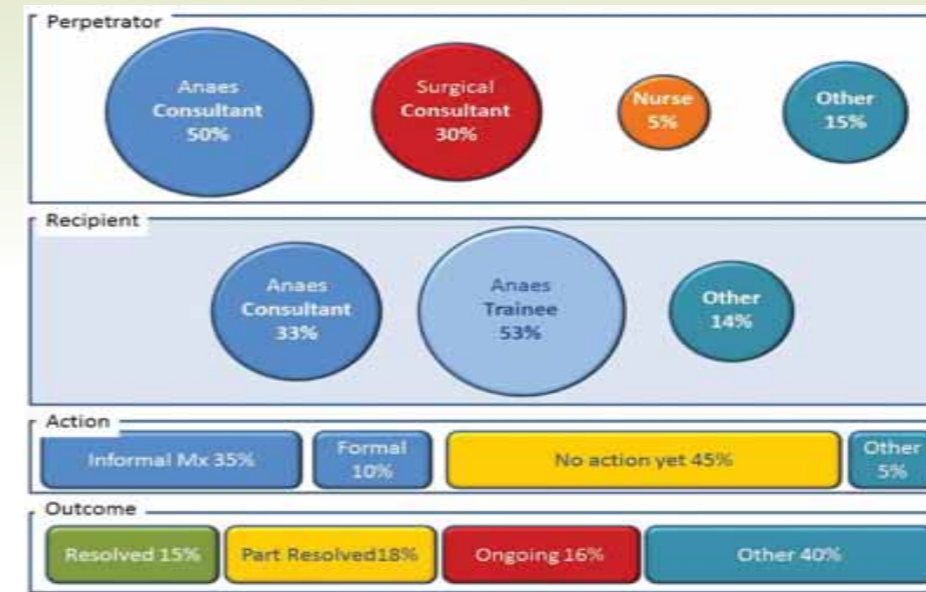 Perpetrator
Anaes
Consultant
50%
Surgical
Consultant
30%
Nurse
5%
Other
15%
Recipient
Anaes
Consultant
33%
Anaes
Trainee
53%
Other
14%
Action
Informal Mx 35%
Formal
10%
No action yet 45%
Other
5%
Outcome
Resolved 15%
Part Resolved18%
Ongoing 16%
Other 40%